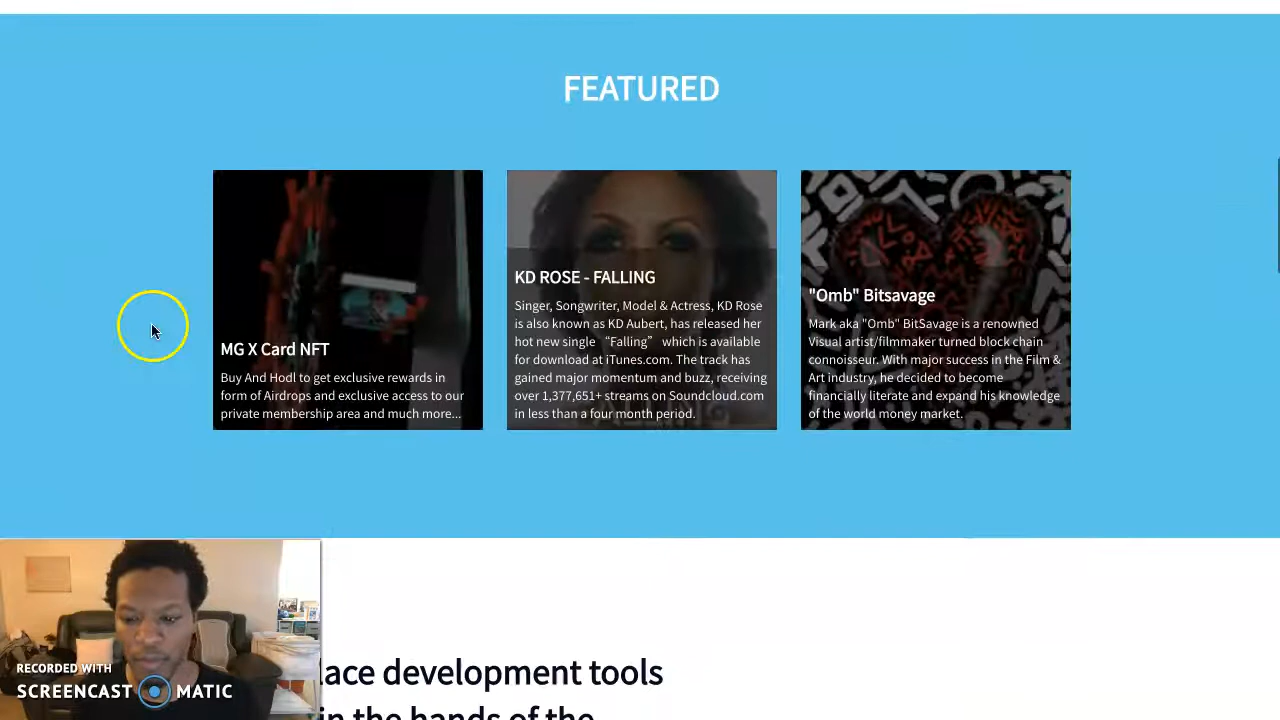 FEATURED
MG X Card NFT
Buy And Hodl to get exclusive rewards in
form of Airdrops and exclusive access to our
private membership area and much more...
KD ROSE - FALLING
Singer, Songwriter, Model & Actress, KD Rose
is also known as KD Aubert, has released her
hot new single “Falling” which is available
for download at iTunes.com. The track has
gained major momentum and buzz, receiving
over 1,377,651+ streams on Soundcloud.com
in less than a four month period.
"Omb" Bitsavage
Mark aka "Omb" BitSavage is a renowned
Visual artist/filmmaker turned block chain
connoisseur. With major success in the Film &
Art industry, he decided to become
financially literate and expand his knowledge
of the world money market.
lace development tools
in the hands of the
RECORDED WITH
SCREENCAST MATIC